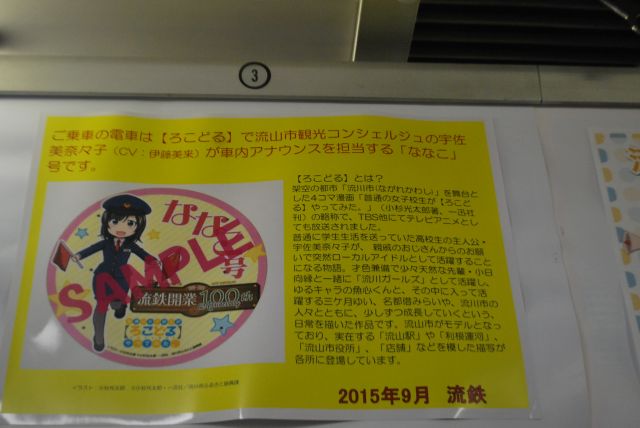 3
ご乗車の電車は【ろこどる】で流山市観光コンシェルジュの宇佐
美奈々子（CV：伊藤美来）が車内アナウンスを担当する「ななこ」
号です。
【ろこどる】とは？
架空の都市「流川市(ながれかわし)」を舞台と
した4コマ漫画「普通の女子校生が【ろこど
る】やってみた。」（小杉光太郎著、一迅社
刊）の略称で、TBS他にてテレビアニメとし
ても放送されました。
普通に学生生活を送っていた高校生の主人公・
宇佐美奈々子が、 親戚のおじさんからのお願
いで突然ローカルアイドルとして活躍すること
になる物語。才色兼備で少々天然な先輩・小日
向縁と一緒に「流川ガールズ」として活躍し、
ゆるキャラの魚心くんと、その中に入って活
躍する三ケ月ゆい、名都借みらいや、流川市の
人々とともに、少しずつ成長していくという、
日常を描いた作品です。流山市がモデルとなっ
ており、実在する「流山駅」や「利根運河」、
「流山市役所」、「店舗」などを模した描写が
各所に登場しています。
ななこ号
SAMPLE
流鉄開業100th
【ろこどる】
2015年9月 流鉄